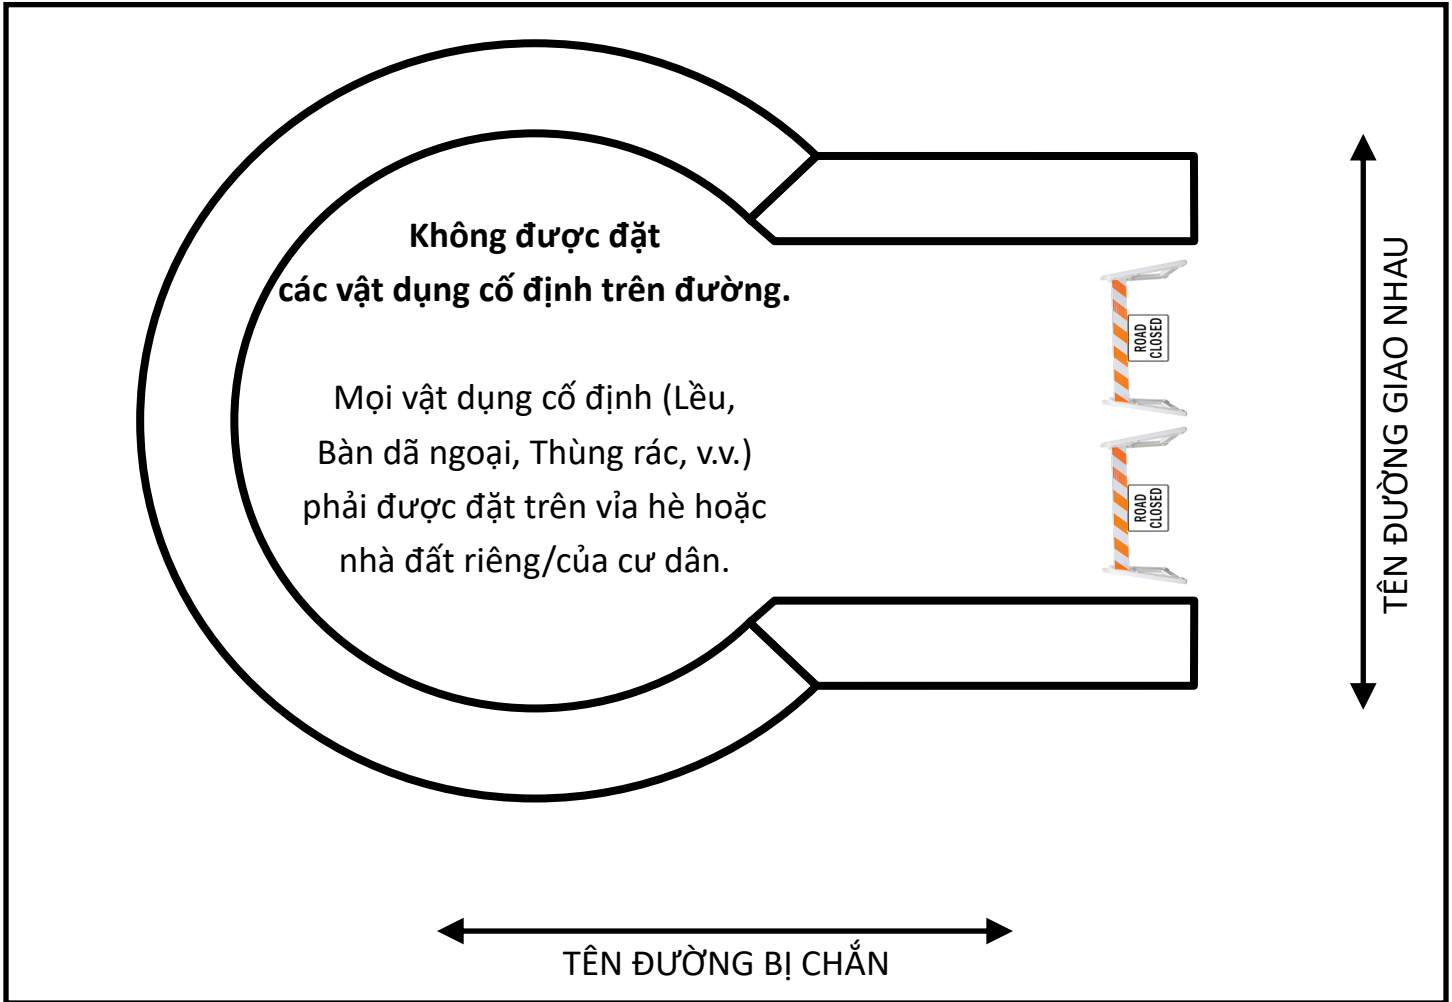 Không được đặt
các vật dụng cố định trên đường.
Mọi vật dụng cố định (Lều,
Bàn dã ngoại, Thùng rác, v.v.)
phải được đặt trên vỉa hè hoặc
nhà đất riêng/của cư dân.
ROAD
CLOSED
ROAD
CLOSED
TÊN ĐƯỜNG GIAO NHAU
TÊN ĐƯỜNG BỊ CHẮN